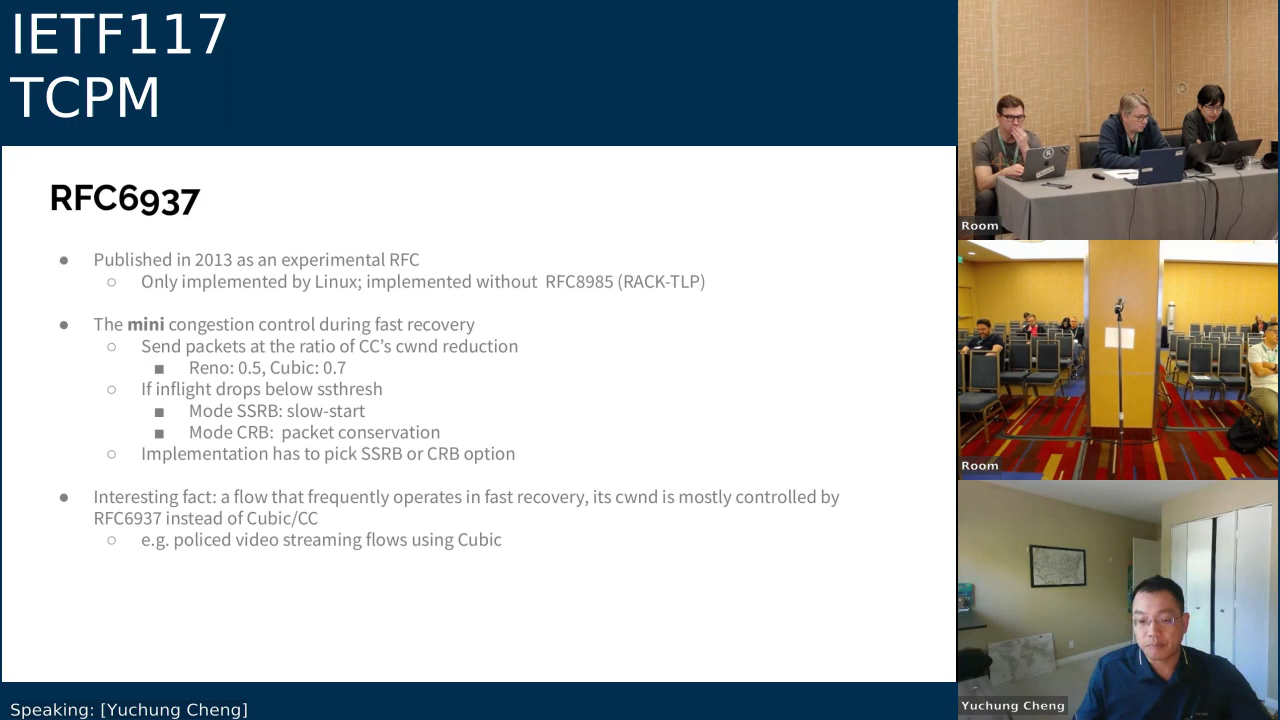 IETF117
TCPM
RFC6937
● Published in 2013 as an experimental RFC
○ Only implemented by Linux; implemented without RFC8985 (RACK-TLP)
● The mini congestion control during fast recovery
○ Send packets at the ratio of CC’s cwnd reduction
■ Reno: 0.5, Cubic: 0.7
○ If inflight drops below ssthresh
■ Mode SSRB: slow-start
■ Mode CRB: packet conservation
○ Implementation has to pick SSRB or CRB option
● Interesting fact: a flow that frequently operates in fast recovery, its cwnd is mostly controlled by
RFC6937 instead of Cubic/CC
○ e.g. policed video streaming flows using Cubic
Speaking: [Yuchung Cheng]
Room
Room
Yuchung Cheng